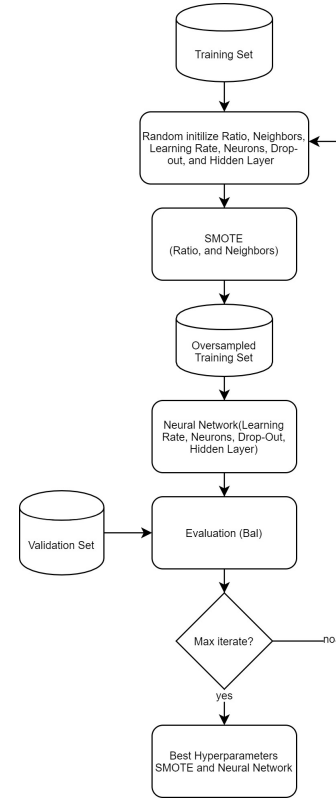 Training Set
Random initilize Ratio, Neighbors,
Learning Rate, Neurons, Drop-
out, and Hidden Layer
SMOTE
(Ratio, and Neighbors)
Oversampled
Training Set
Neural Network(Learning
Rate, Neurons, Drop-Out,
Hidden Layer)
Validation Set
Evaluation (Bal)
Max iterate?
no
yes
Best Hyperparameters
SMOTE and Neural Network